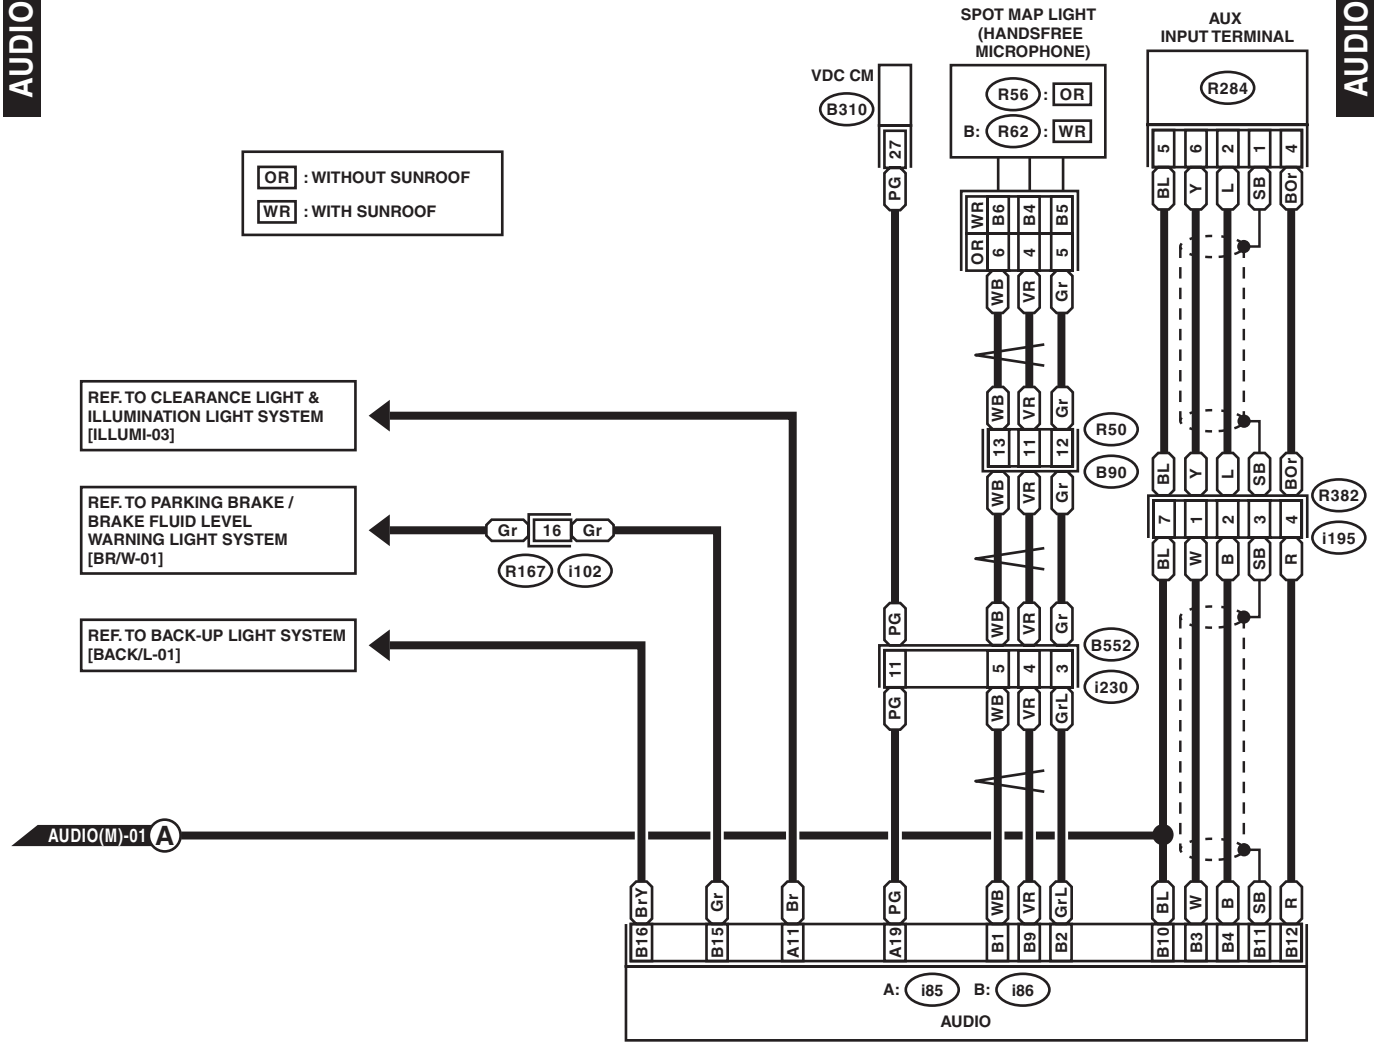 AUDIO
AUDIO
SPOT MAP LIGHT
(HANDSFREE
MICROPHONE)
AUX
INPUT TERMINAL
VDC CM
B310
R56 : OR
B: R62 : WR
R284
27
5 6 2 1 4
PG
BL Y L SB BOr
OR : WITHOUT SUNROOF
WR : WITH SUNROOF
WR B6 B4 B5
OR 6 4 5
WB VR Gr
REF. TO CLEARANCE LIGHT &
ILLUMINATION LIGHT SYSTEM
[ILLUMI-03]
WB VR Gr
13 11 12
R50
B90
WB VR Gr
BL Y L SB BOr
R382
7 1 2 3 4
i195
BL W B SB R
REF. TO PARKING BRAKE /
BRAKE FLUID LEVEL
WARNING LIGHT SYSTEM
[BR/W-01]
Gr 16 Gr
R167 i102
REF. TO BACK-UP LIGHT SYSTEM
[BACK/L-01]
PG WB VR Gr
B552
11 5 4 3
i230
PG WB VR GrL
AUDIO(M)-01 A
BrY Gr Br PG WB VR GrL BL W B SB R
B16 B15 A11 A19 B1 B9 B2 B10 B3 B4 B11 B12
A: i85 B: i86
AUDIO